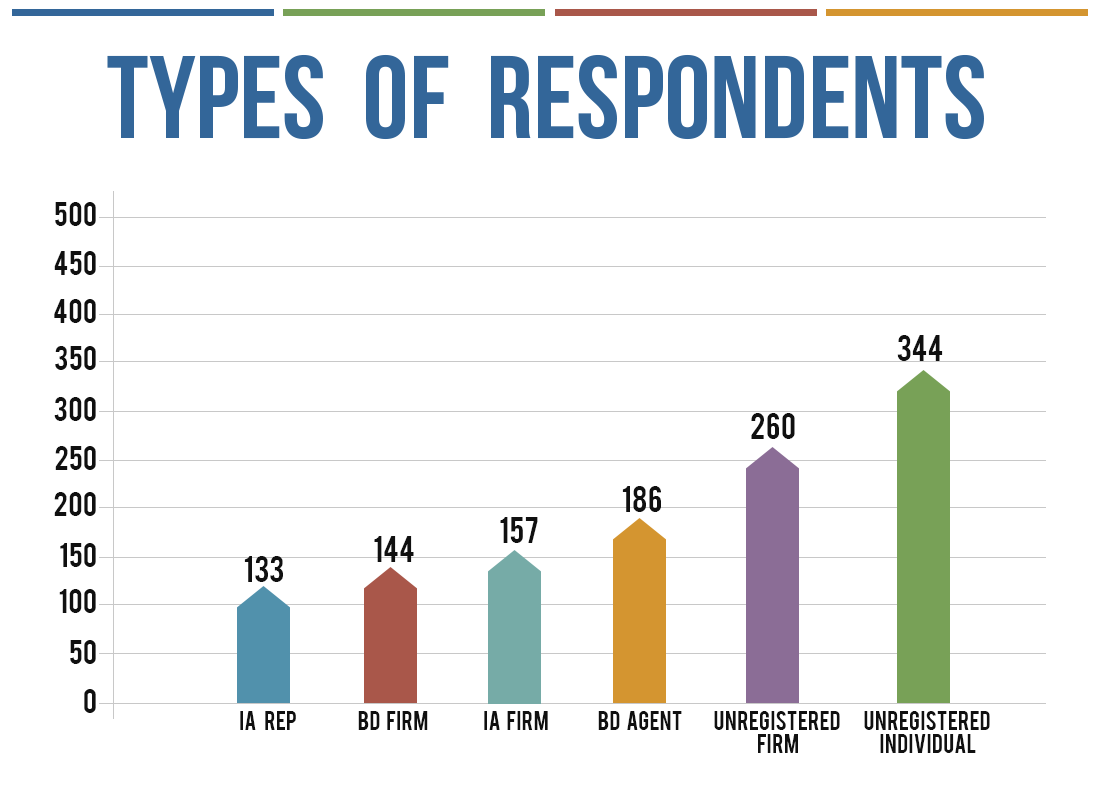 TYPES OF RESPONDENTS
500
450
400
350
300
250
200
150
100
50
0
133
144
157
186
260
344
IA REP
BD FIRM
IA FIRM
BD AGENT
UNREGISTERED
FIRM
UNREGISTERED
INDIVIDUAL